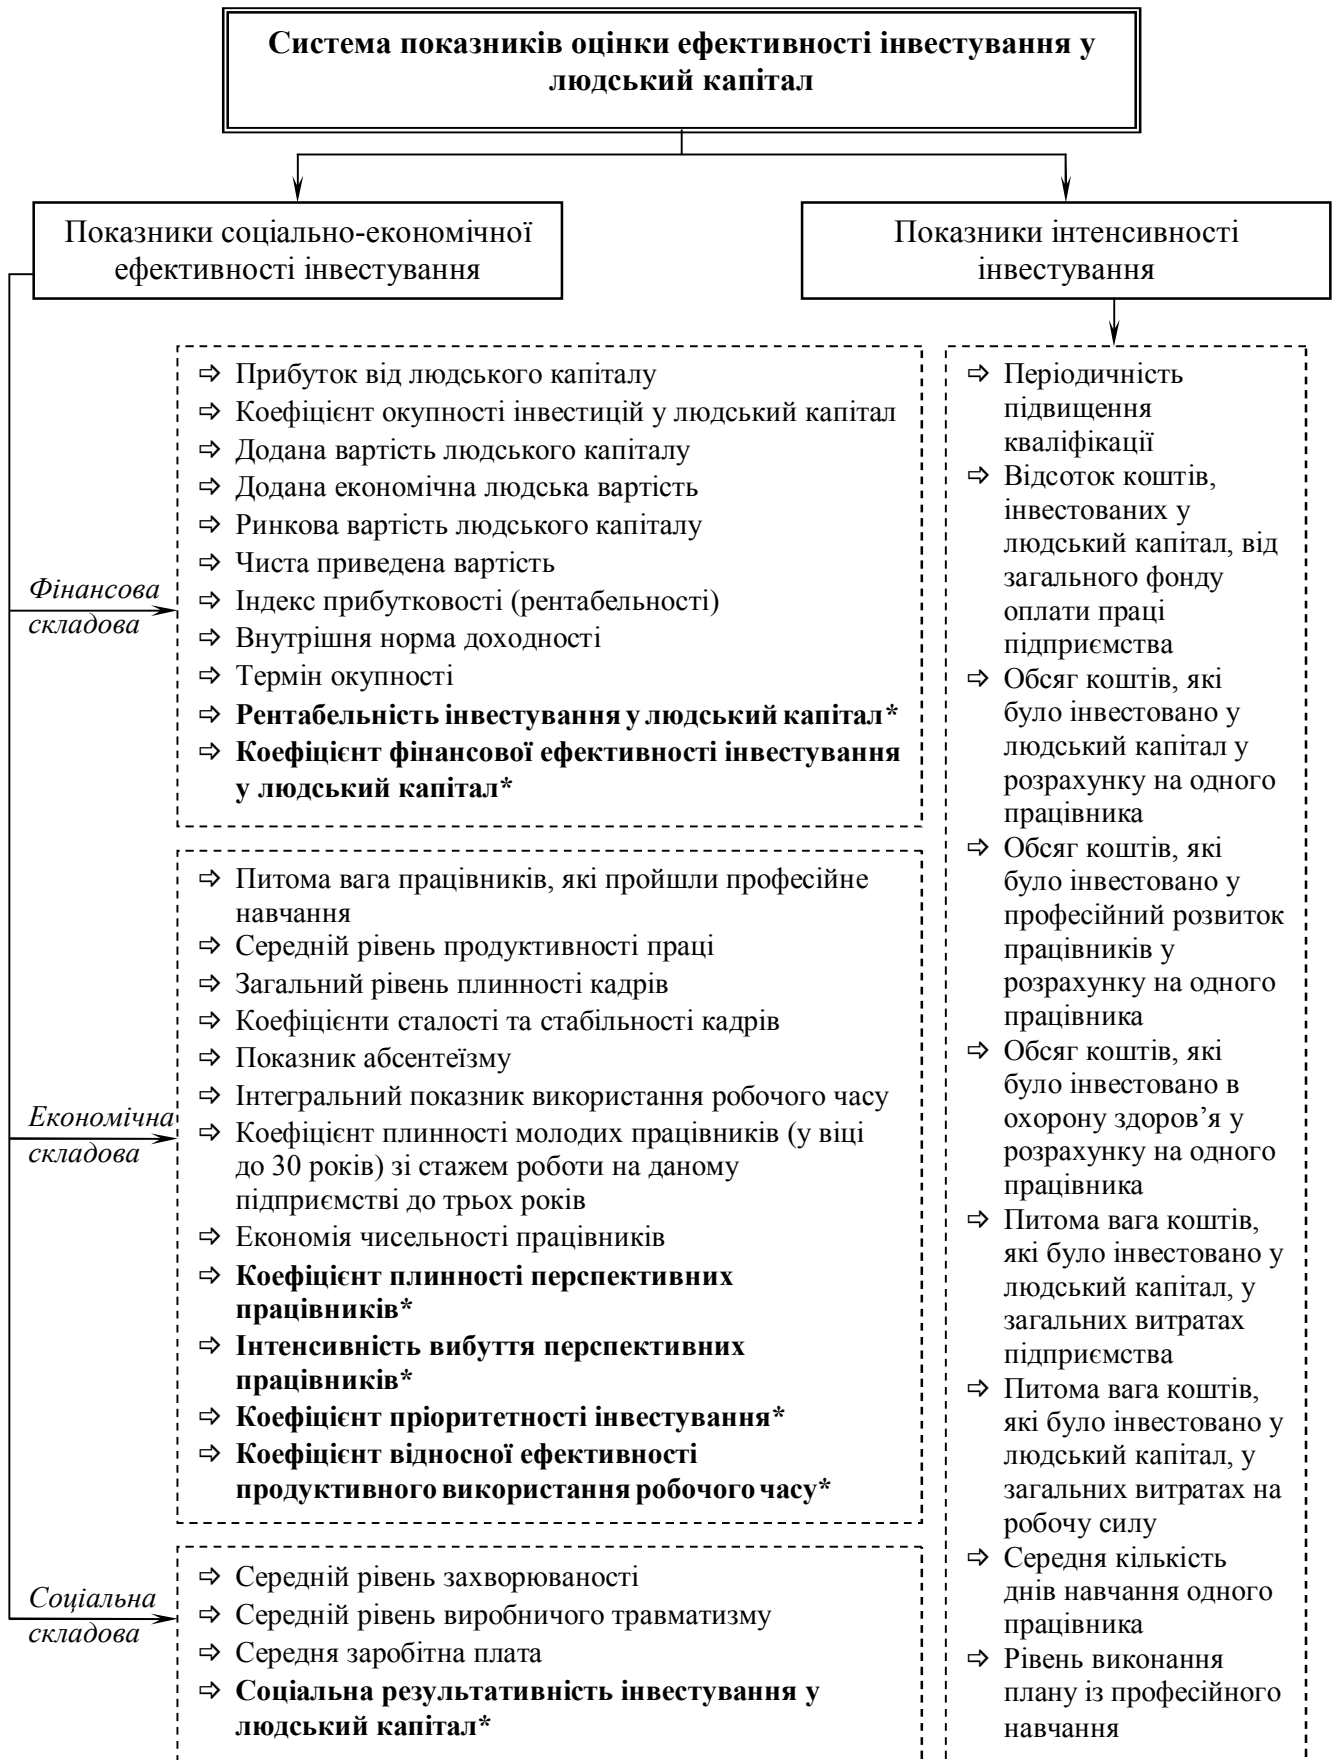 Система показників оцінки ефективності інвестування у
людський капітал
Показники соціально-економічної
ефективності інвестування
Показники інтенсивності
інвестування
Фінансова
складова
⇨ Прибуток від людського капіталу
⇨ Коефіцієнт окупності інвестицій у людський капітал
⇨ Додана вартість людського капіталу
⇨ Додана економічна людська вартість
⇨ Ринкова вартість людського капіталу
⇨ Чиста приведена вартість
⇨ Індекс прибутковості (рентабельності)
⇨ Внутрішня норма доходності
⇨ Термін окупності
⇨ Рентабельність інвестування у людський капітал*
⇨ Коефіцієнт фінансової ефективності інвестування
у людський капітал*
Економічна
складова
⇨ Питома вага працівників, які пройшли професійне
навчання
⇨ Середній рівень продуктивності праці
⇨ Загальний рівень плинності кадрів
⇨ Коефіцієнти сталості та стабільності кадрів
⇨ Показник абсентеїзму
⇨ Інтегральний показник використання робочого часу
⇨ Коефіцієнт плинності молодих працівників (у віці
до 30 років) зі стажем роботи на даному
підприємстві до трьох років
⇨ Економія чисельності працівників
⇨ Коефіцієнт плинності перспективних
працівників*
⇨ Інтенсивність вибуття перспективних
працівників*
⇨ Коефіцієнт пріоритетності інвестування*
⇨ Коефіцієнт відносної ефективності
продуктивного використання робочого часу*
Соціальна
складова
⇨ Середній рівень захворюваності
⇨ Середній рівень виробничого травматизму
⇨ Середня заробітна плата
⇨ Соціальна результативність інвестування у
людський капітал*
⇨ Періодичність
підвищення
кваліфікації
⇨ Відсоток коштів,
інвестованих у
людський капітал, від
загального фонду
оплати праці
підприємства
⇨ Обсяг коштів, які
було інвестовано у
людський капітал у
розрахунку на одного
працівника
⇨ Обсяг коштів, які
було інвестовано у
професійний розвиток
працівників у
розрахунку на одного
працівника
⇨ Обсяг коштів, які
було інвестовано в
охорону здоров’я у
розрахунку на одного
працівника
⇨ Питома вага коштів,
які було інвестовано у
людський капітал, у
загальних витратах
підприємства
⇨ Питома вага коштів,
які було інвестовано у
людський капітал, у
загальних витратах на
робочу силу
⇨ Середня кількість
днів навчання одного
працівника
⇨ Рівень виконання
плану із професійного
навчання